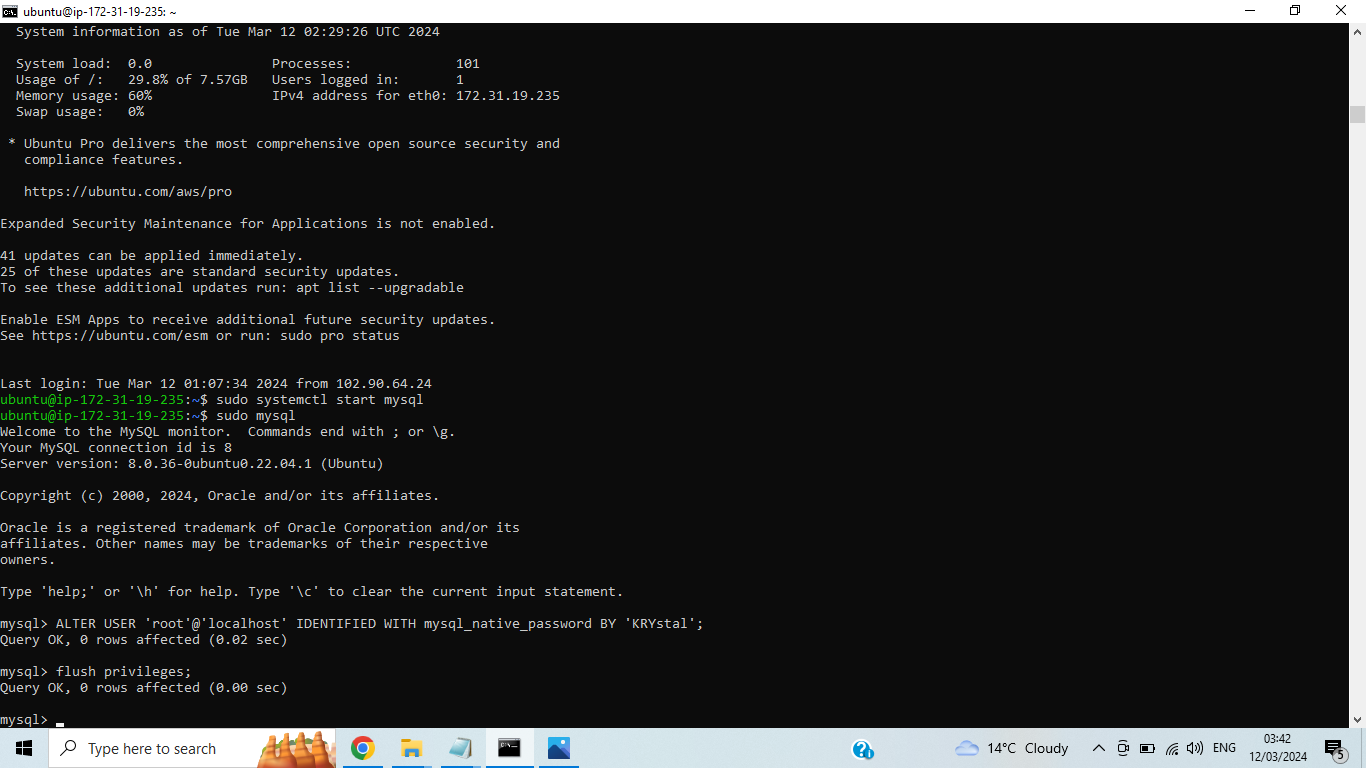 ubuntu@ip-172-31-19-235: ~
System information as of Tue Mar 12 02:29:26 UTC 2024
System load:  0.0                Processes:             101
Usage of /:   29.8% of 7.57GB   Users logged in:       1
Memory usage: 60%               IPv4 address for eth0: 172.31.19.235
Swap usage:   0%
* Ubuntu Pro delivers the most comprehensive open source security and
compliance features.
https://ubuntu.com/aws/pro
Expanded Security Maintenance for Applications is not enabled.
41 updates can be applied immediately.
25 of these updates are standard security updates.
To see these additional updates run: apt list --upgradable
Enable ESM Apps to receive additional future security updates.
See https://ubuntu.com/esm or run: sudo pro status
Last login: Tue Mar 12 01:07:34 2024 from 102.90.64.24
ubuntu@ip-172-31-19-235:~$ sudo systemctl start mysql
ubuntu@ip-172-31-19-235:~$ sudo mysql
Welcome to the MySQL monitor.  Commands end with ; or \g.
Your MySQL connection id is 8
Server version: 8.0.36-0ubuntu0.22.04.1 (Ubuntu)
Copyright (c) 2000, 2024, Oracle and/or its affiliates.
Oracle is a registered trademark of Oracle Corporation and/or its
affiliates. Other names may be trademarks of their respective
owners.
Type 'help;' or '\h' for help. Type '\c' to clear the current input statement.
mysql> ALTER USER 'root'@'localhost' IDENTIFIED WITH mysql_native_password BY 'KRYstal';
Query OK, 0 rows affected (0.02 sec)
mysql> flush privileges;
Query OK, 0 rows affected (0.00 sec)
mysql>
Type here to search
14°C Cloudy
ENG
03:42
12/03/2024
5